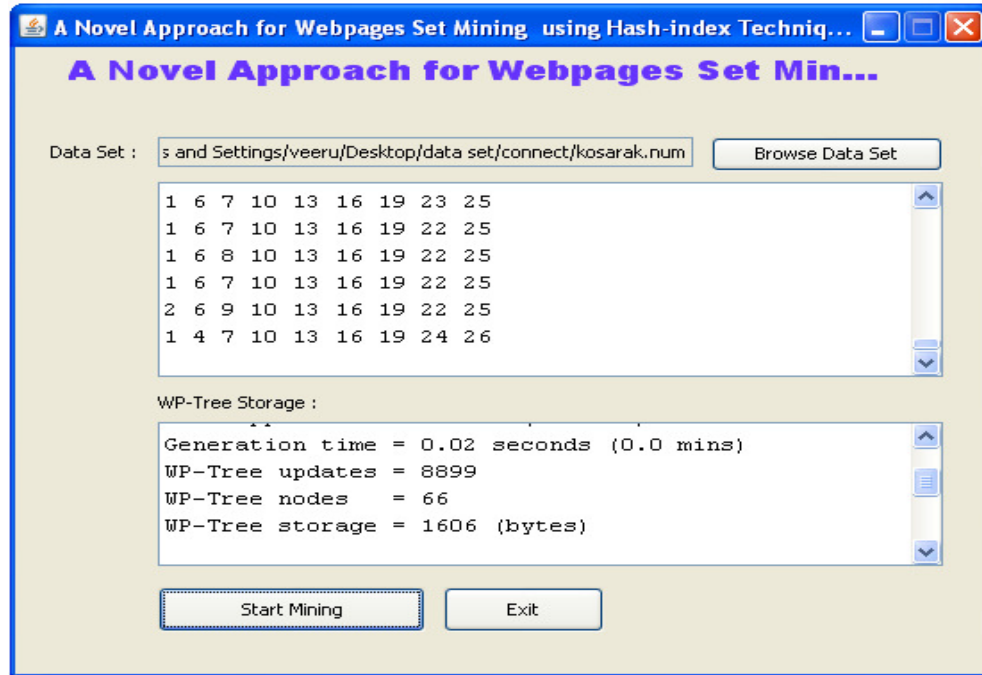 A Novel Approach for Webpages Set Mining using Hash-index Techniq...
A Novel Approach for Webpages Set Min...
Data Set : s and Settings/veeru/Desktop/data set/connect/kosarak.num Browse Data Set
1 6 7 10 13 16 19 23 25
1 6 7 10 13 16 19 22 25
1 6 8 10 13 16 19 22 25
1 6 7 10 13 16 19 22 25
2 6 9 10 13 16 19 22 25
1 4 7 10 13 16 19 24 26
WP-Tree Storage :
Generation time = 0.02 seconds (0.0 mins)
WP-Tree updates = 8899
WP-Tree nodes = 66
WP-Tree storage = 1606 (bytes)
Start Mining Exit